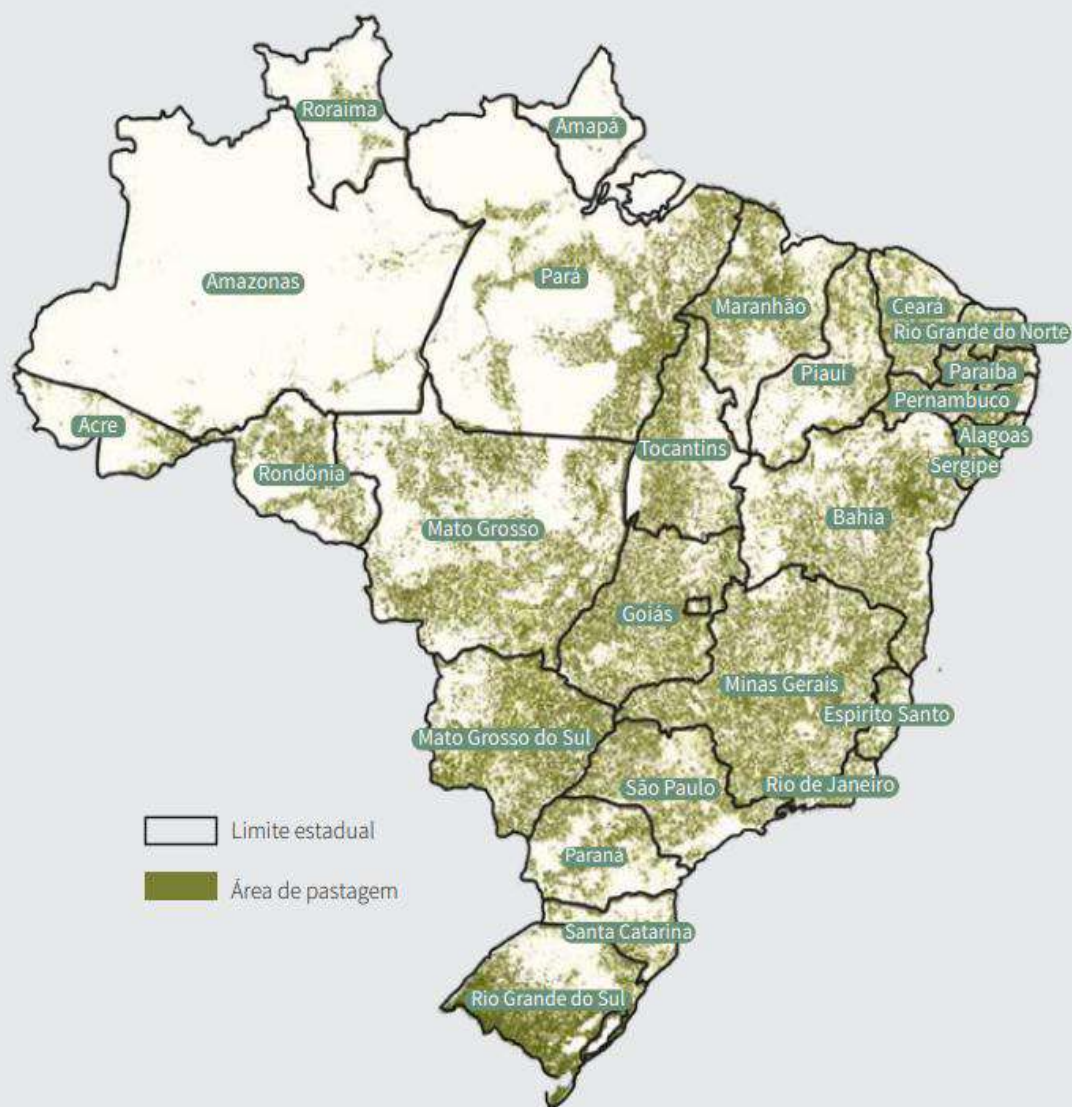 Roraima
Amapá
Amazonas
Pará
Maranhão
Ceará
Rio Grande do Norte
Piauí
Paraíba
Pernambuco
Acre
Alagoas
Tocantins
Sergipe
Rondônia
Mato Grosso
Bahia
Goiás
Minas Gerais
Espírito Santo
Mato Grosso do Sul
São Paulo
Rio de Janeiro
Limite estadual
Paraná
Área de pastagem
Santa Catarina
Rio Grande do Sul